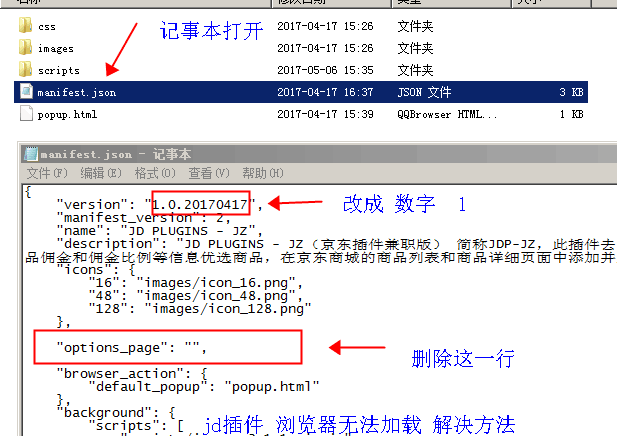 名称 修改日期 类型 大小
css 2017-04-17 15:26 文件夹
记事本打开
images 2017-04-17 15:26 文件夹
scripts 2017-05-06 15:35 文件夹
manifest.json 2017-04-17 16:37 JSON 文件 3 KB
popup.html 2017-04-17 15:39 QQBrowser HTML... 1 KB
manifest.json - 记事本
文件(F) 编辑(E) 格式(O) 查看(V) 帮助(H)
{
"version": "1.0.20170417", 改成 数字 1
"manifest_version": 2,
"name": "JD PLUGINS - JZ",
"description": "JD PLUGINS - JZ（京东插件兼职版） 简称JDP-JZ，此插件去
品佣金和佣金比例等信息优选商品，在京东商城的商品列表和商品详细页面中添加并
"icons": {
"16": "images/icon_16.png",
"48": "images/icon_48.png",
"128": "images/icon_128.png"
},
"options_page": "",
删除这一行
"browser_action": {
"default_popup": "popup.html"
},
"background": {
"scripts": [
jd插件 浏览器无法加载 解决方法